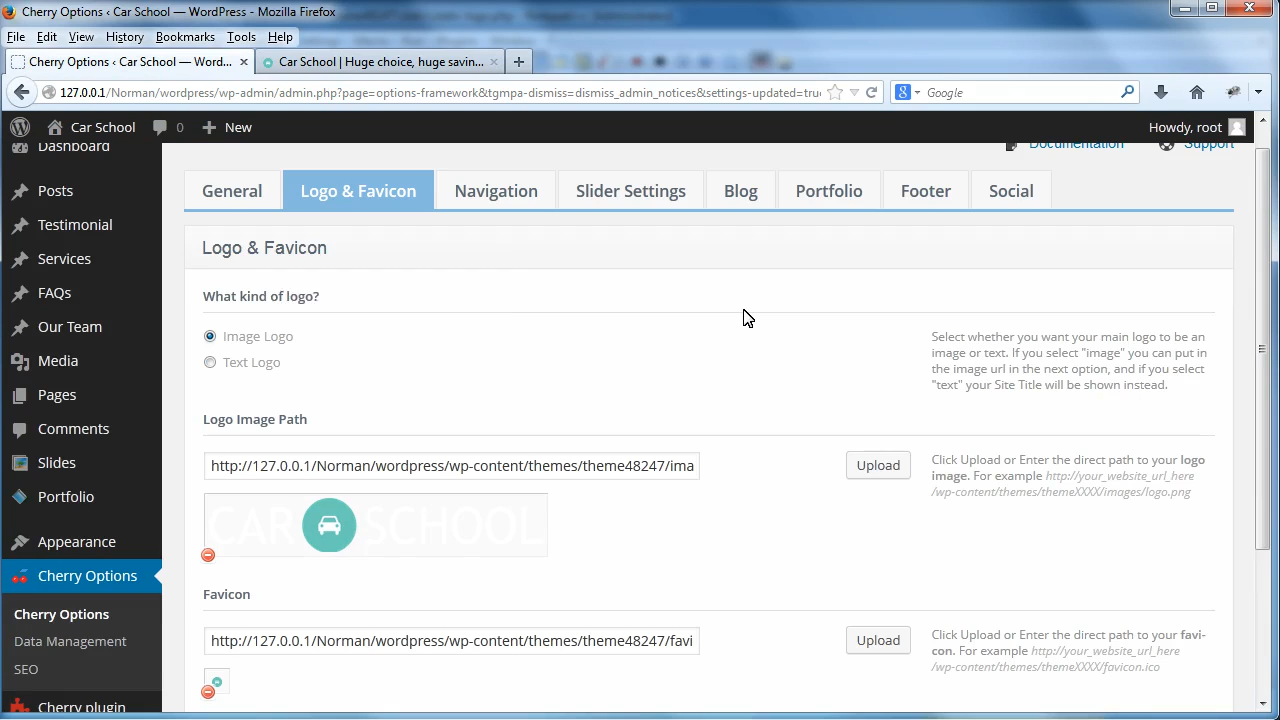 Cherry Options ‹ Car School — WordPress - Mozilla Firefox
File Edit View History Bookmarks Tools Help
Cherry Options ‹ Car School — Word... Car School | Huge choice, huge savin...
127.0.0.1/Norman/wordpress/wp-admin/admin.php?page=options-framework&tgmpa-dismiss=dismiss_admin_notices&settings-updated=true Google
Car School 0 New Howdy, root
Dashboard Documentation Support
Posts
Testimonial
Services
FAQs
Our Team
Media
Pages
Comments
Slides
Portfolio
Appearance
Cherry Options
Cherry Options
Data Management
SEO
Cherry plugin
General Logo & Favicon Navigation Slider Settings Blog Portfolio Footer Social
Logo & Favicon
What kind of logo?
Image Logo
Text Logo
Select whether you want your main logo to be an
image or text. If you select "image" you can put in
the image url in the next option, and if you select
"text" your Site Title will be shown instead.
Logo Image Path
http://127.0.0.1/Norman/wordpress/wp-content/themes/theme48247/ima
Upload
Click Upload or Enter the direct path to your logo
image. For example http://your_website_url_here
/wp-content/themes/themeXXXX/images/logo.png
CAR SCHOOL
Favicon
http://127.0.0.1/Norman/wordpress/wp-content/themes/theme48247/favi
Upload
Click Upload or Enter the direct path to your favi-
con. For example http://your_website_url_here
/wp-content/themes/themeXXXX/favicon.ico